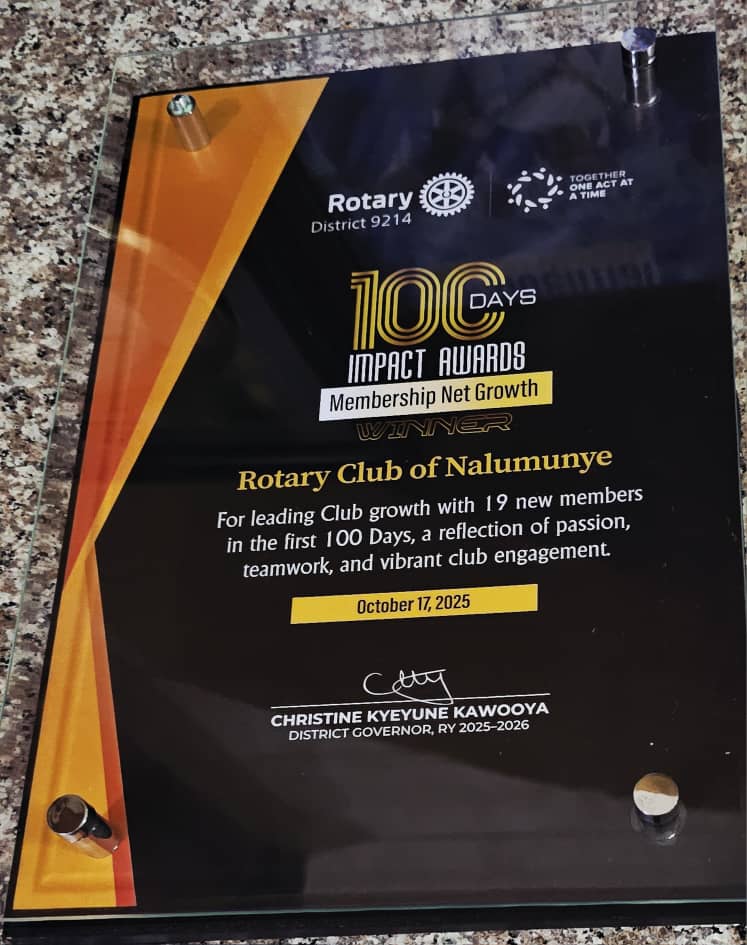 Rotary
District 9214
TOGETHER
ONE ACT AT
A TIME
100 DAYS
IMPACT AWARDS
Membership Net Growth
WINNER
Rotary Club of Nalumunye
For leading Club growth with 19 new members
in the first 100 Days, a reflection of passion,
teamwork, and vibrant club engagement.
October 17, 2025
CHRISTINE KYEYUNE KAWOOYA
DISTRICT GOVERNOR, RY 2025–2026